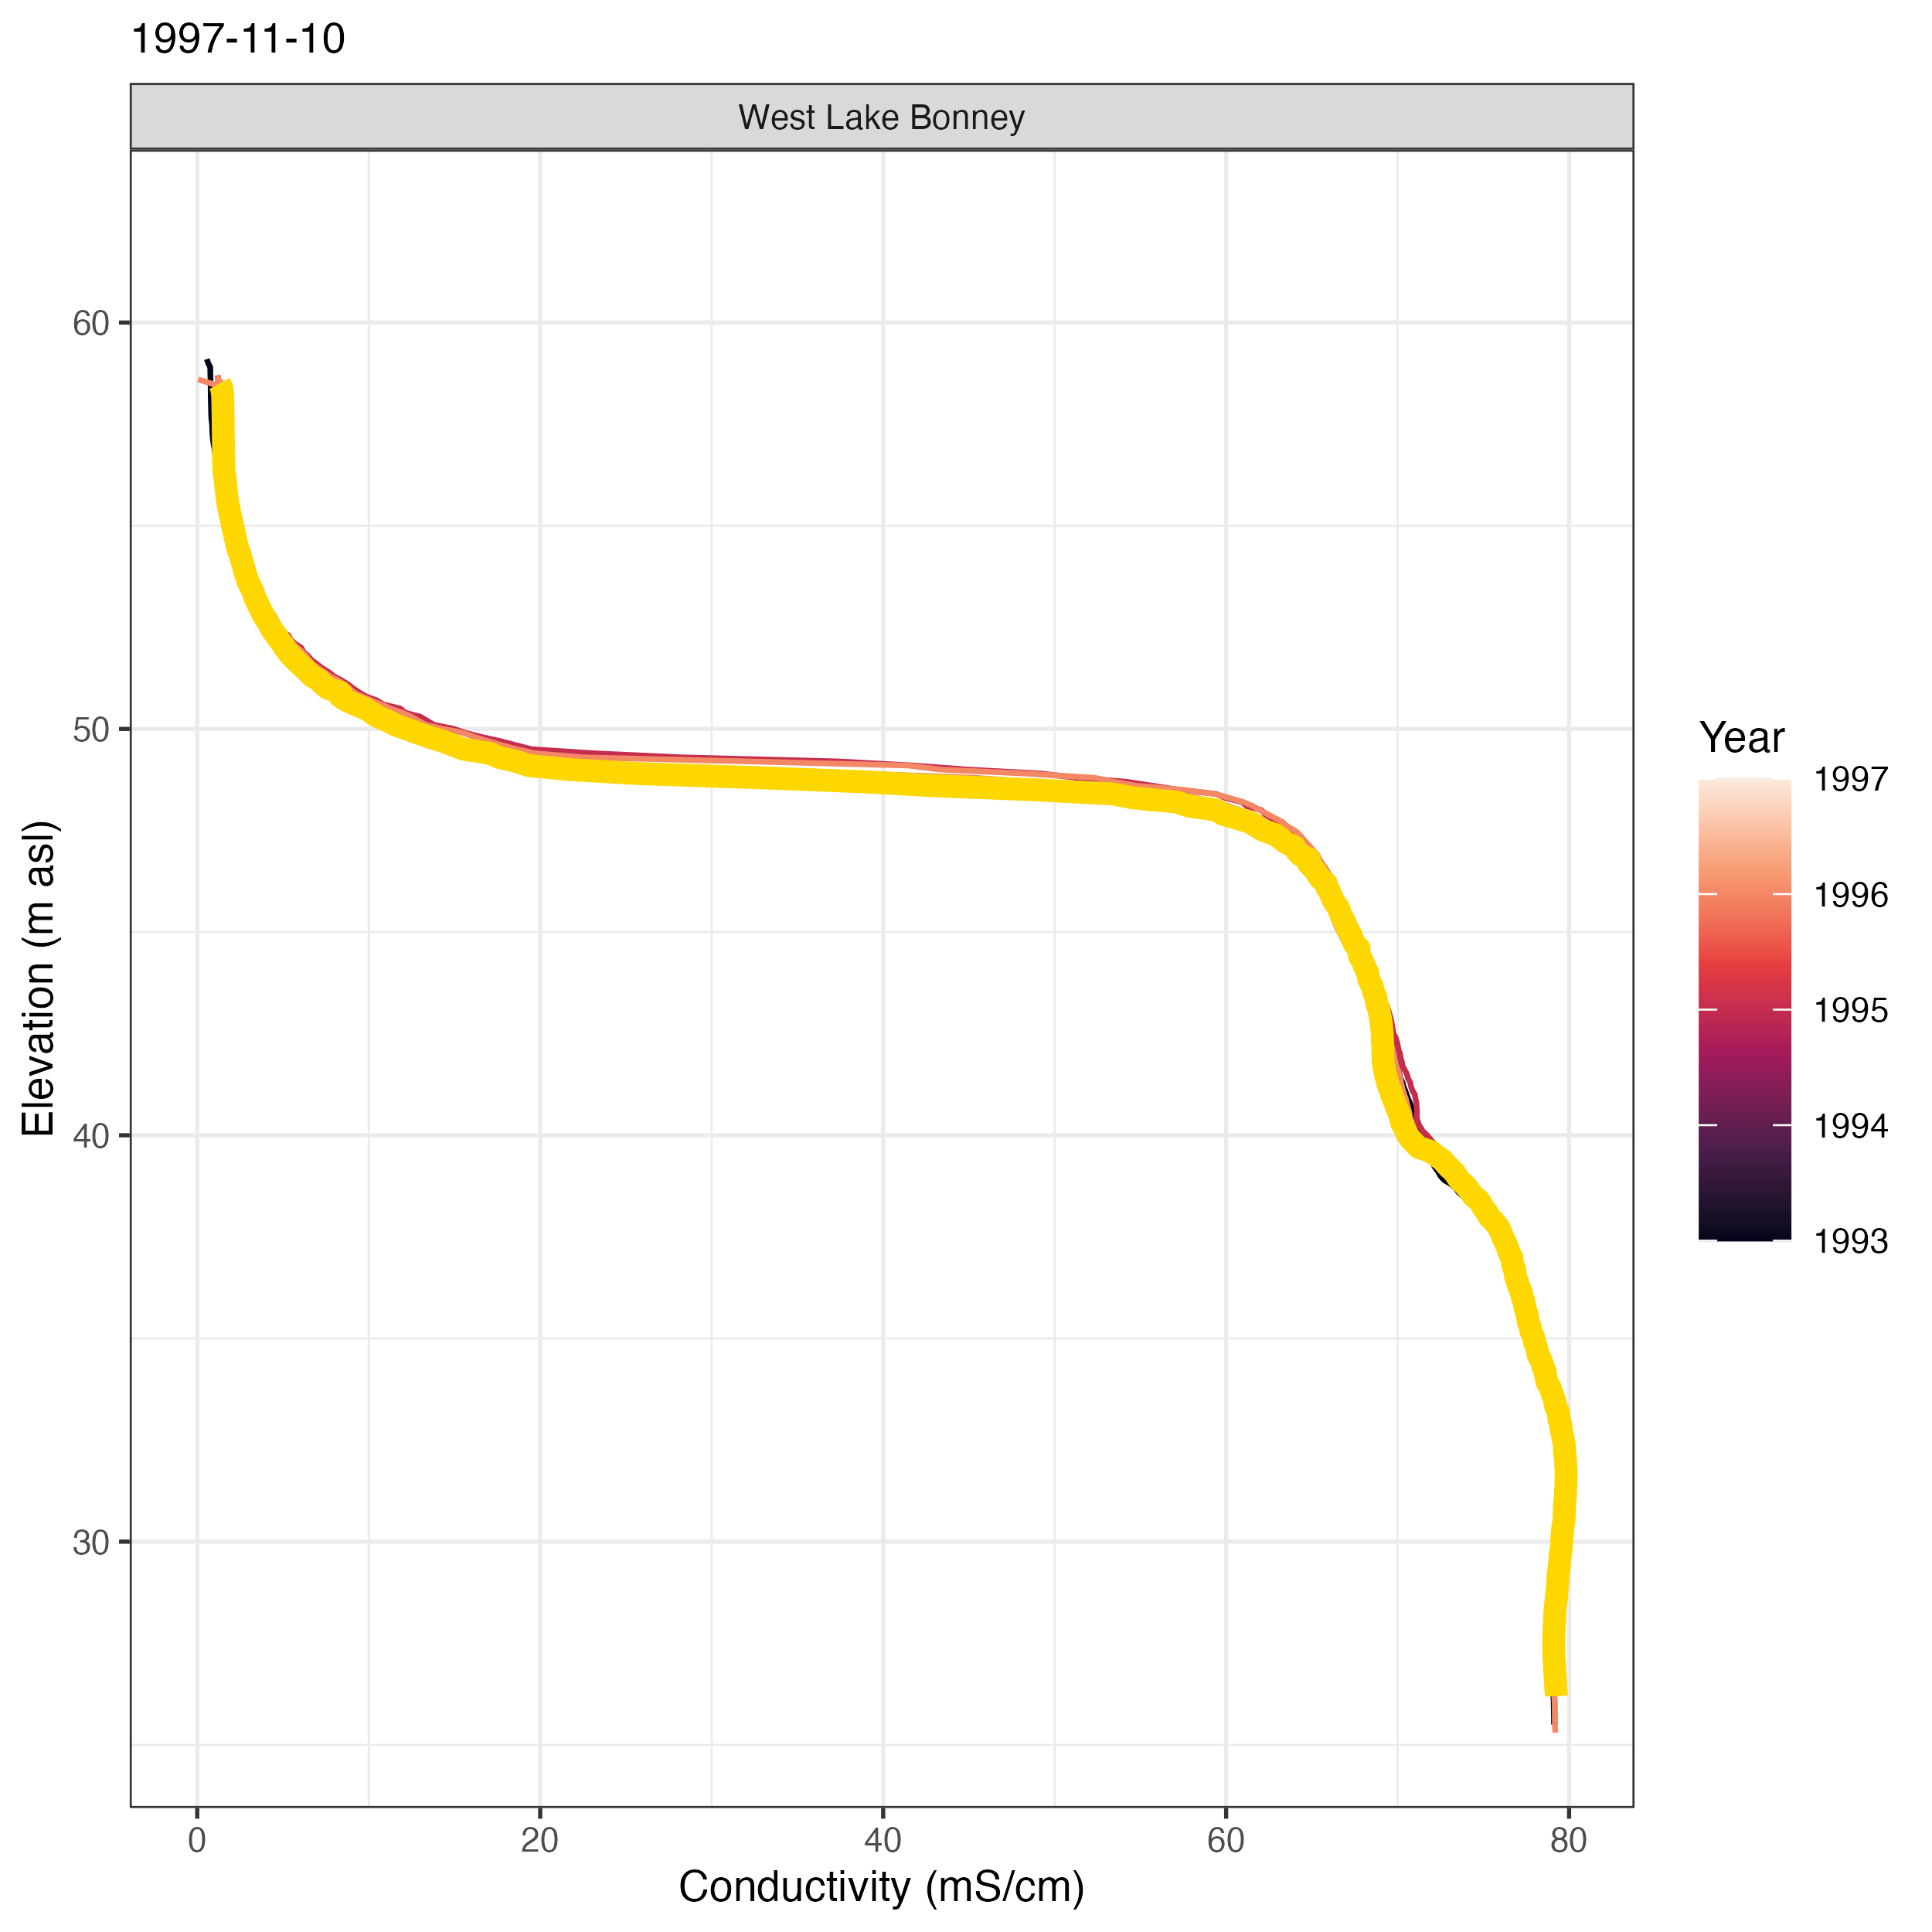 1997-11-10
West Lake Bonney
60
50
40
30
Elevation (m asl)
0 20 40 60 80
Conductivity (mS/cm)
Year
1997
1996
1995
1994
1993